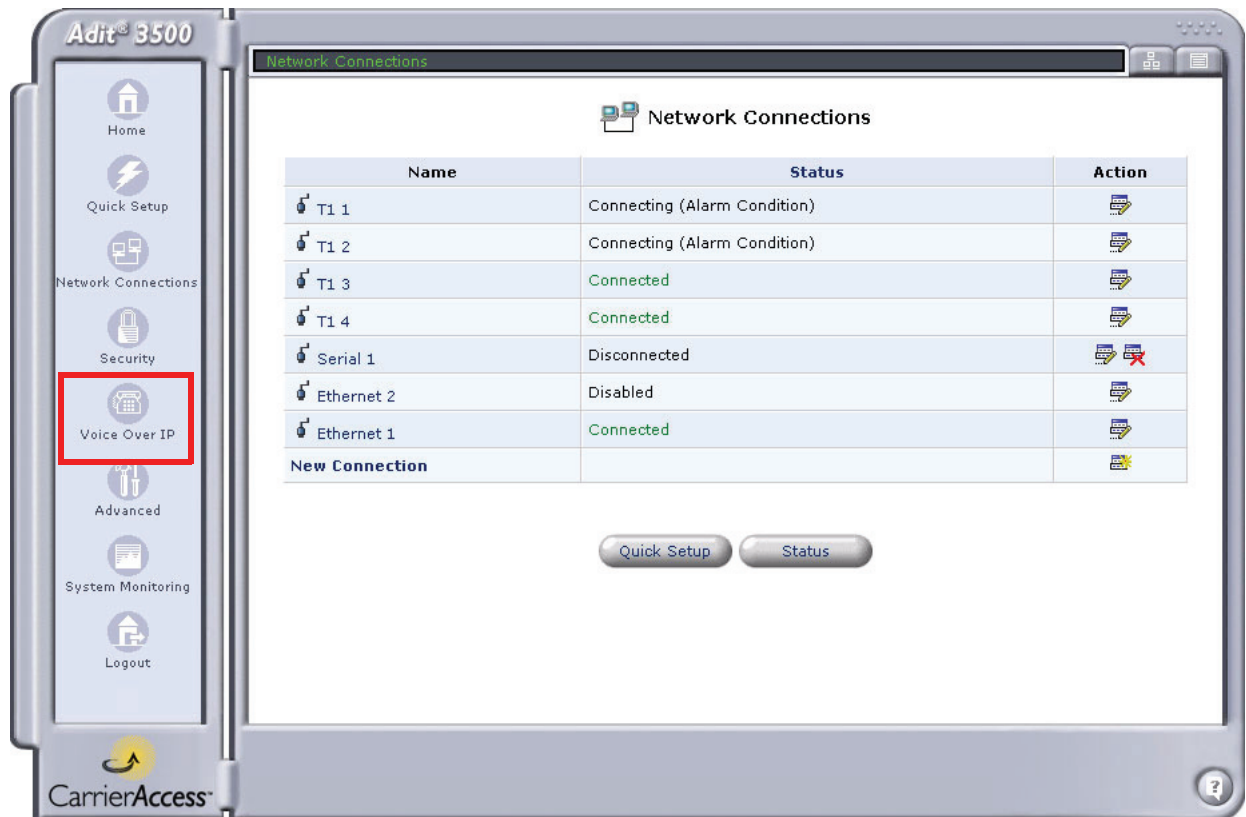 Adit® 3500
Network Connections
Home
Quick Setup
Network Connections
Security
Voice Over IP
Advanced
System Monitoring
Logout
CarrierAccess
Network Connections
Name Status Action
T1 1 Connecting (Alarm Condition)
T1 2 Connecting (Alarm Condition)
T1 3 Connected
T1 4 Connected
Serial 1 Disconnected
Ethernet 2 Disabled
Ethernet 1 Connected
New Connection
Quick Setup Status
?